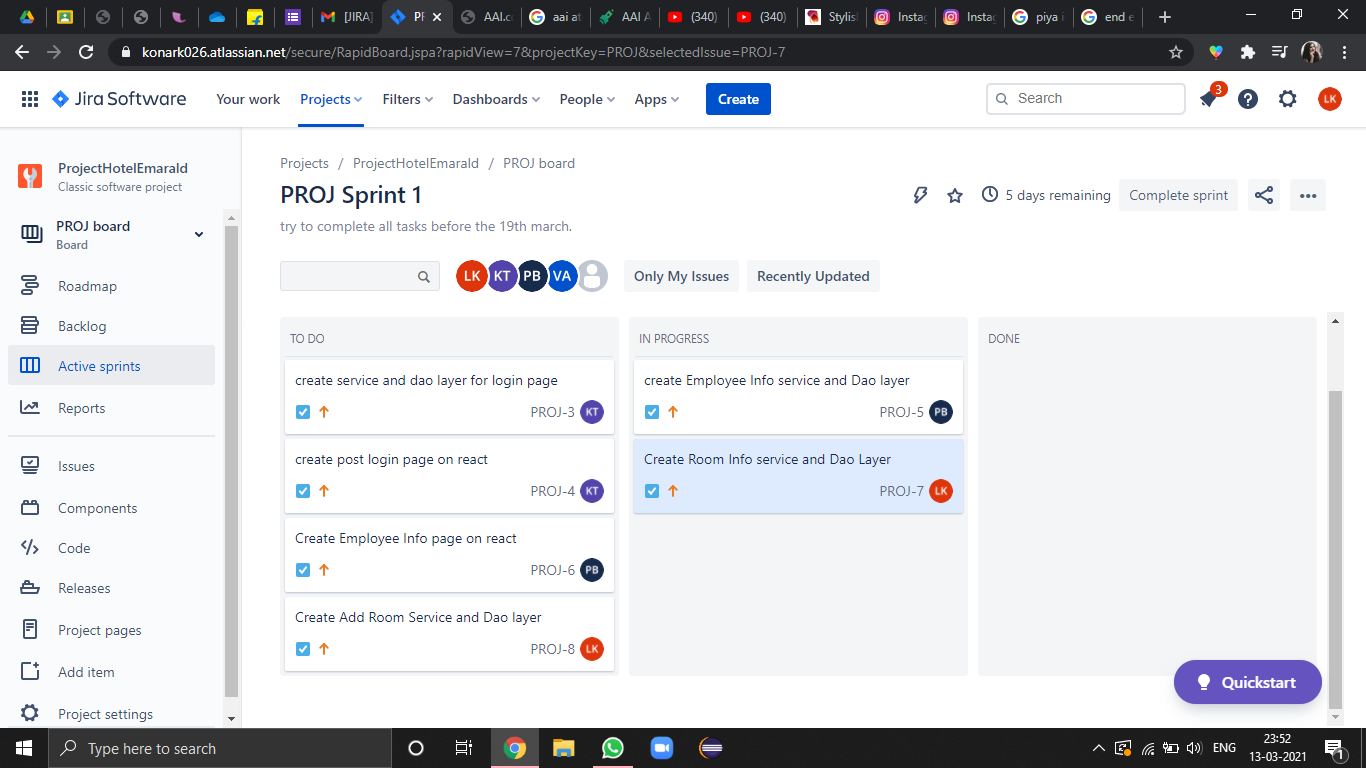 [JIRA]
PF
AAI.co
aai at
AAI A
(340)
(340)
Stylish
Instag
Instag
piya i
end e
konark026.atlassian.net/secure/RapidBoard.jspa?rapidView=7&projectKey=PROJ&selectedIssue=PROJ-7
Jira Software
Your work
Projects
Filters
Dashboards
People
Apps
Create
Search
3
LK
ProjectHotelEmarald
Classic software project
PROJ board
Board
Roadmap
Backlog
Active sprints
Reports
Issues
Components
Code
Releases
Project pages
Add item
Project settings
Projects / ProjectHotelEmarald / PROJ board
PROJ Sprint 1
5 days remaining
Complete sprint
try to complete all tasks before the 19th march.
LK KT PB VA
Only My Issues
Recently Updated
TO DO
create service and dao layer for login page
PROJ-3 KT
create post login page on react
PROJ-4 KT
Create Employee Info page on react
PROJ-6 PB
Create Add Room Service and Dao layer
PROJ-8 LK
IN PROGRESS
create Employee Info service and Dao layer
PROJ-5 PB
Create Room Info service and Dao Layer
PROJ-7 LK
DONE
Quickstart
Type here to search
ENG
23:52
13-03-2021
1